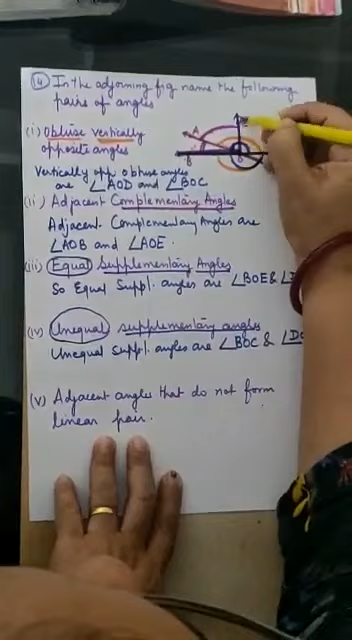 14 In the adjoining fig name the following
pairs of angles
(i) Obtuse vertically
opposite angles
A
B
Vertically opp. obtuse angles
are ∠AOD and ∠BOC
(ii) Adjacent Complementary Angles
Adjacent Complementary Angles are
∠AOB and ∠AOE.
(iii) Equal Supplementary Angles
So Equal Suppl. angles are ∠BOE &
(iv) Unequal supplementary angles
Unequal suppl. angles are ∠BOC &
(v) Adjacent angles that do not form
linear pair.